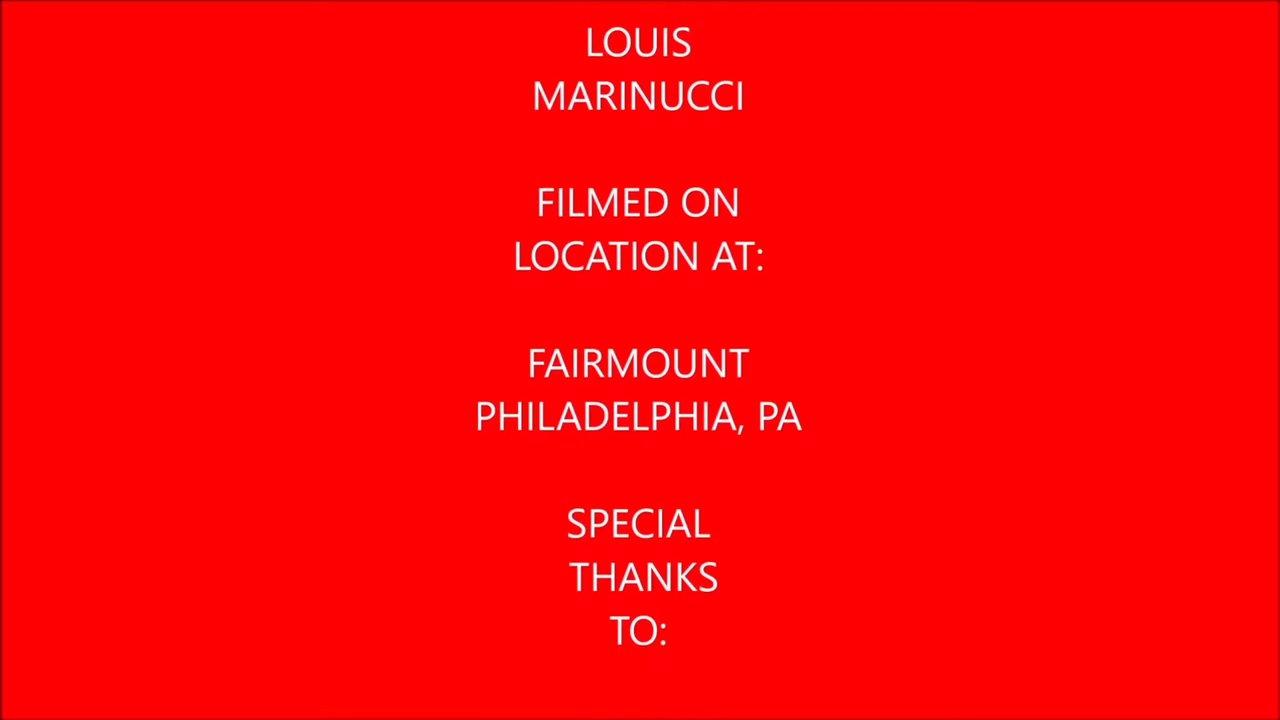 LOUIS
MARINUCCI
FILMED ON
LOCATION AT:
FAIRMOUNT
PHILADELPHIA, PA
SPECIAL
THANKS
TO: